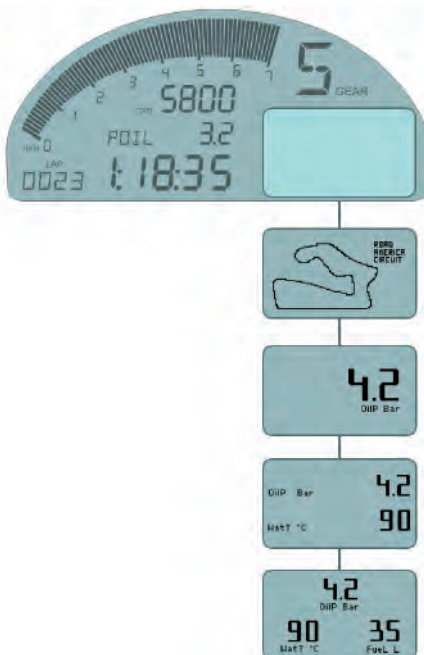 0 1 2 3 4 5 6 7
5 GEAR
rpm 5800
POIL 3.2
LAP
0023 1:18:35
ROAD
AMERICA
CIRCUIT
4.2
OilP Bar
OilP Bar 4.2
WatT °C 90
4.2
OilP Bar
90 35
WatT °C FueL L